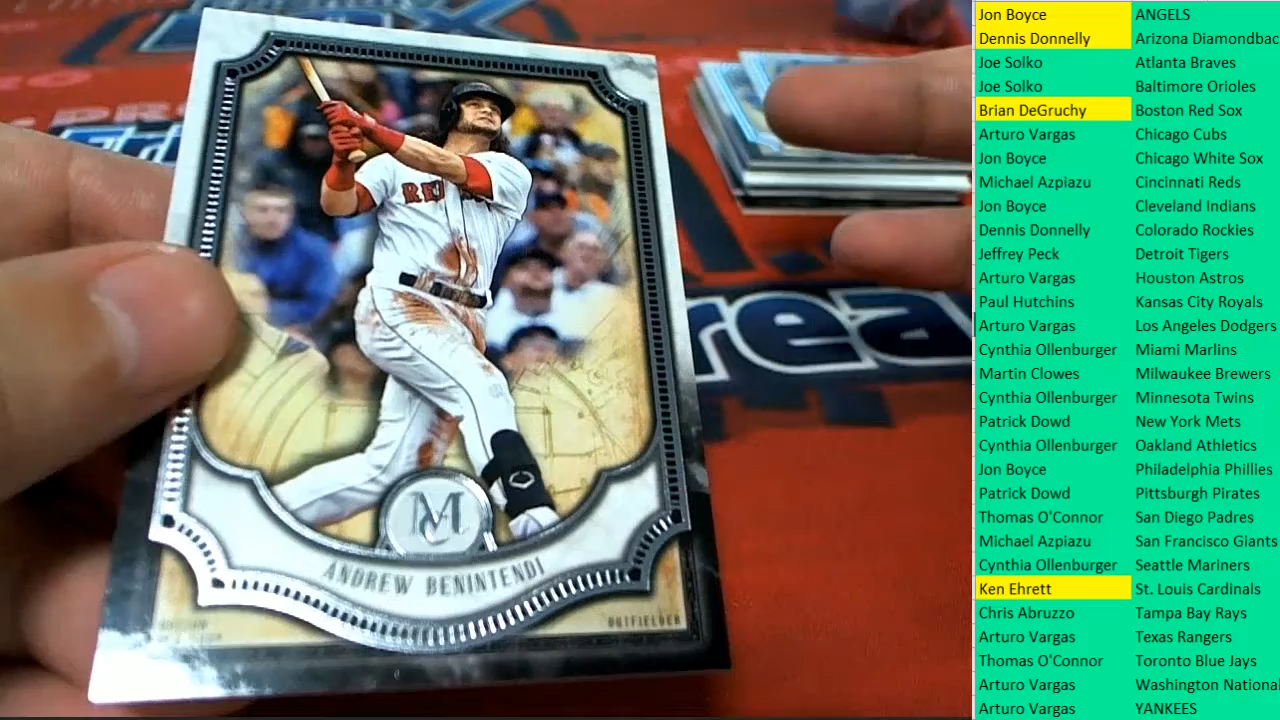 RED
M
ANDREW BENINTENDI
OUTFIELDER
rea
Jon Boyce ANGELS
Dennis Donnelly Arizona Diamondbac
Joe Solko Atlanta Braves
Joe Solko Baltimore Orioles
Brian DeGruchy Boston Red Sox
Arturo Vargas Chicago Cubs
Jon Boyce Chicago White Sox
Michael Azpiazu Cincinnati Reds
Jon Boyce Cleveland Indians
Dennis Donnelly Colorado Rockies
Jeffrey Peck Detroit Tigers
Arturo Vargas Houston Astros
Paul Hutchins Kansas City Royals
Arturo Vargas Los Angeles Dodgers
Cynthia Ollenburger Miami Marlins
Martin Clowes Milwaukee Brewers
Cynthia Ollenburger Minnesota Twins
Patrick Dowd New York Mets
Cynthia Ollenburger Oakland Athletics
Jon Boyce Philadelphia Phillies
Patrick Dowd Pittsburgh Pirates
Thomas O'Connor San Diego Padres
Michael Azpiazu San Francisco Giants
Cynthia Ollenburger Seattle Mariners
Ken Ehrett St. Louis Cardinals
Chris Abruzzo Tampa Bay Rays
Arturo Vargas Texas Rangers
Thomas O'Connor Toronto Blue Jays
Arturo Vargas Washington National
Arturo Vargas YANKEES